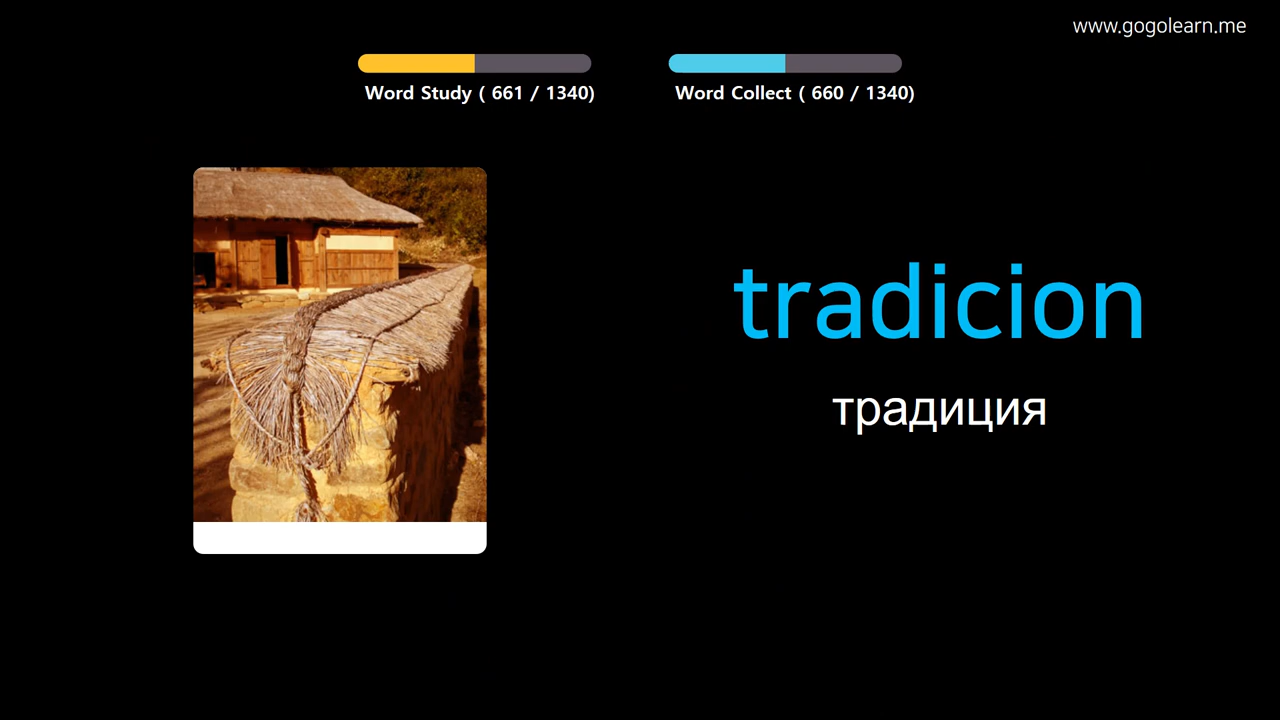 www.gogolearn.me
Word Study ( 661 / 1340)
Word Collect ( 660 / 1340)
tradicion
традиция